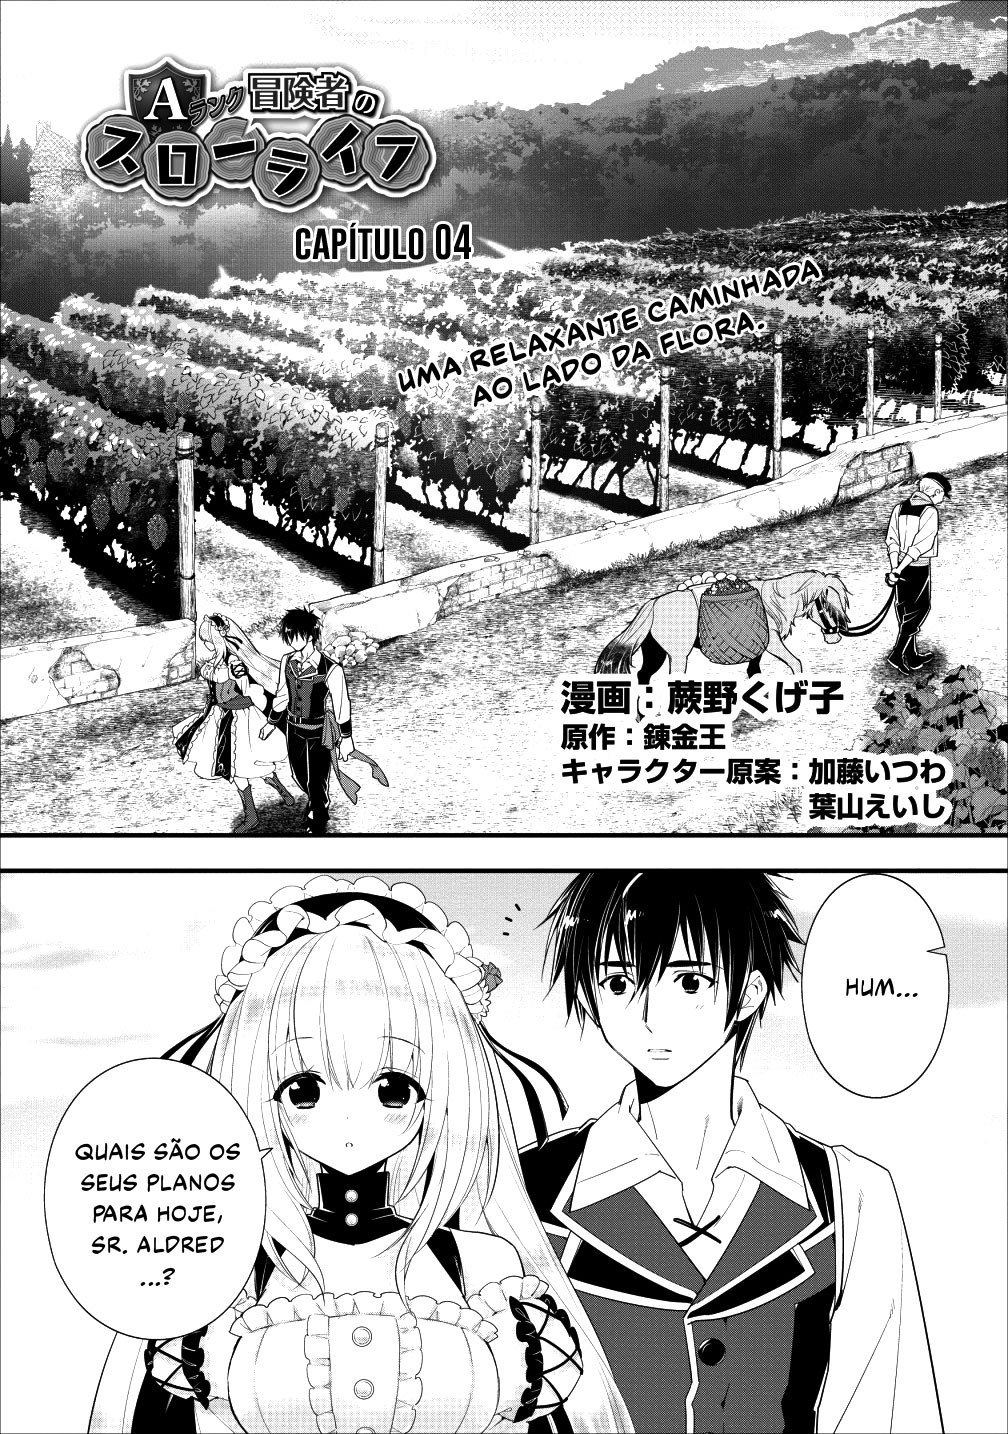 Aランク冒険者の
スローライフ
CAPÍTULO 04
UMA RELAXANTE CAMINHADA
AO LADO DA FLORA.
漫画：蕨野くげ子
原作：錬金王
キャラクター原案：加藤いつわ
葉山えいし
HUM...
QUAIS SÃO OS
SEUS PLANOS
PARA HOJE,
SR. ALDRED
...?